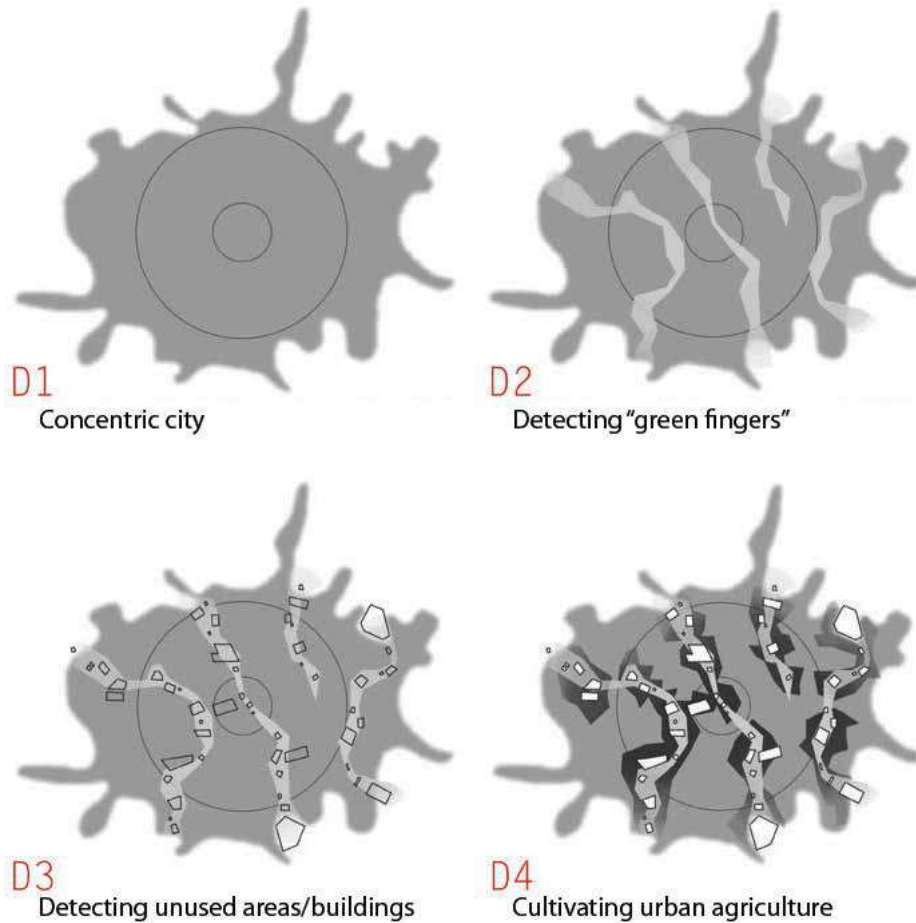 D1
Concentric city
D2
Detecting “green fingers”
D3
Detecting unused areas/buildings
D4
Cultivating urban agriculture